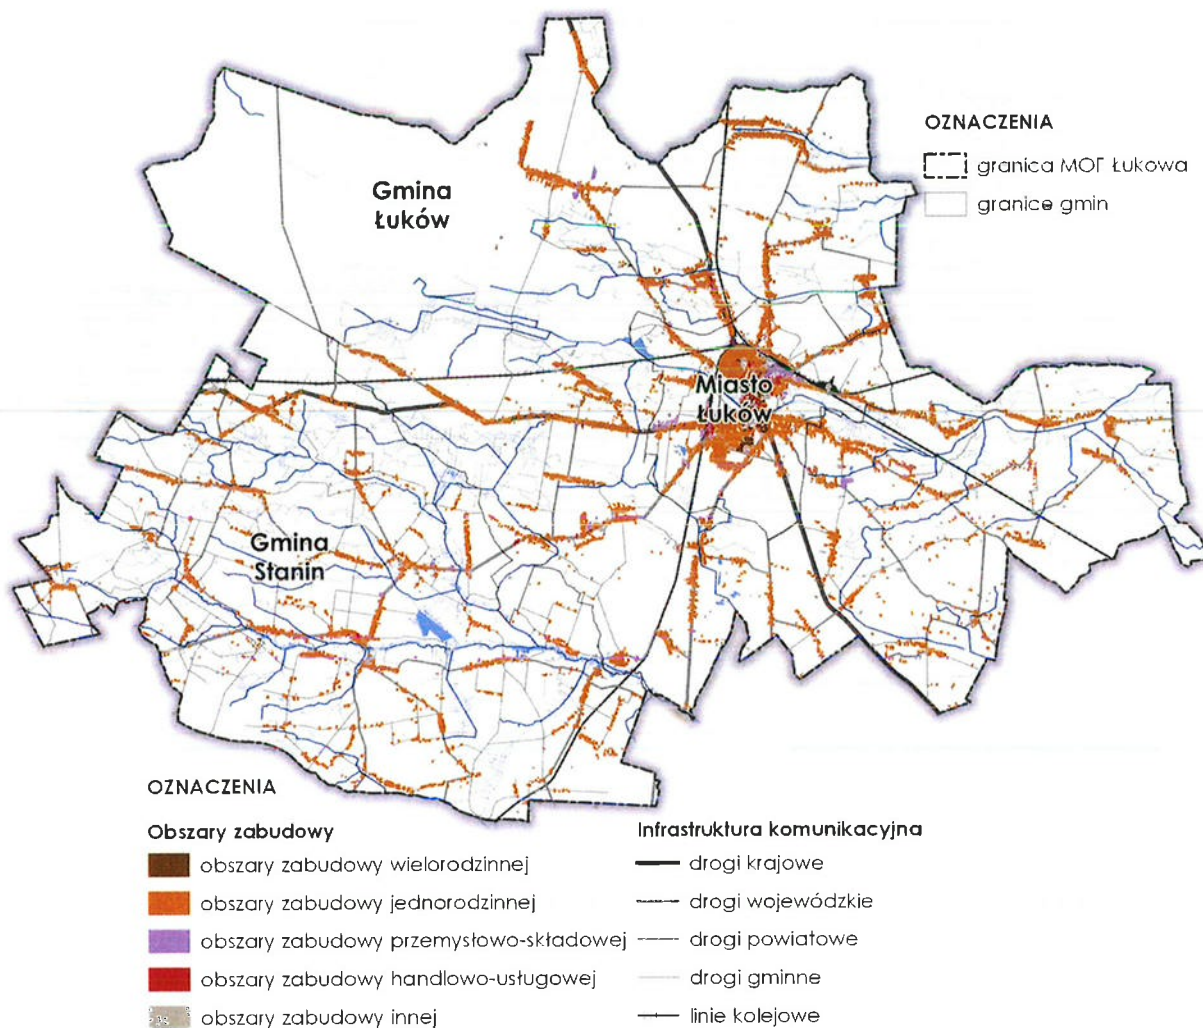 OZNACZENIA
granica MOF Łukowa
granice gmin
Gmina
Łuków
Miasto
Łuków
Gmina
Stanin
OZNACZENIA
Obszary zabudowy
obszary zabudowy wielorodzinnej
obszary zabudowy jednorodzinnej
obszary zabudowy przemysłowo-składowej
obszary zabudowy handlowo-usługowej
obszary zabudowy innej
Infrastruktura komunikacyjna
drogi krajowe
drogi wojewódzkie
drogi powiatowe
drogi gminne
linie kolejowe